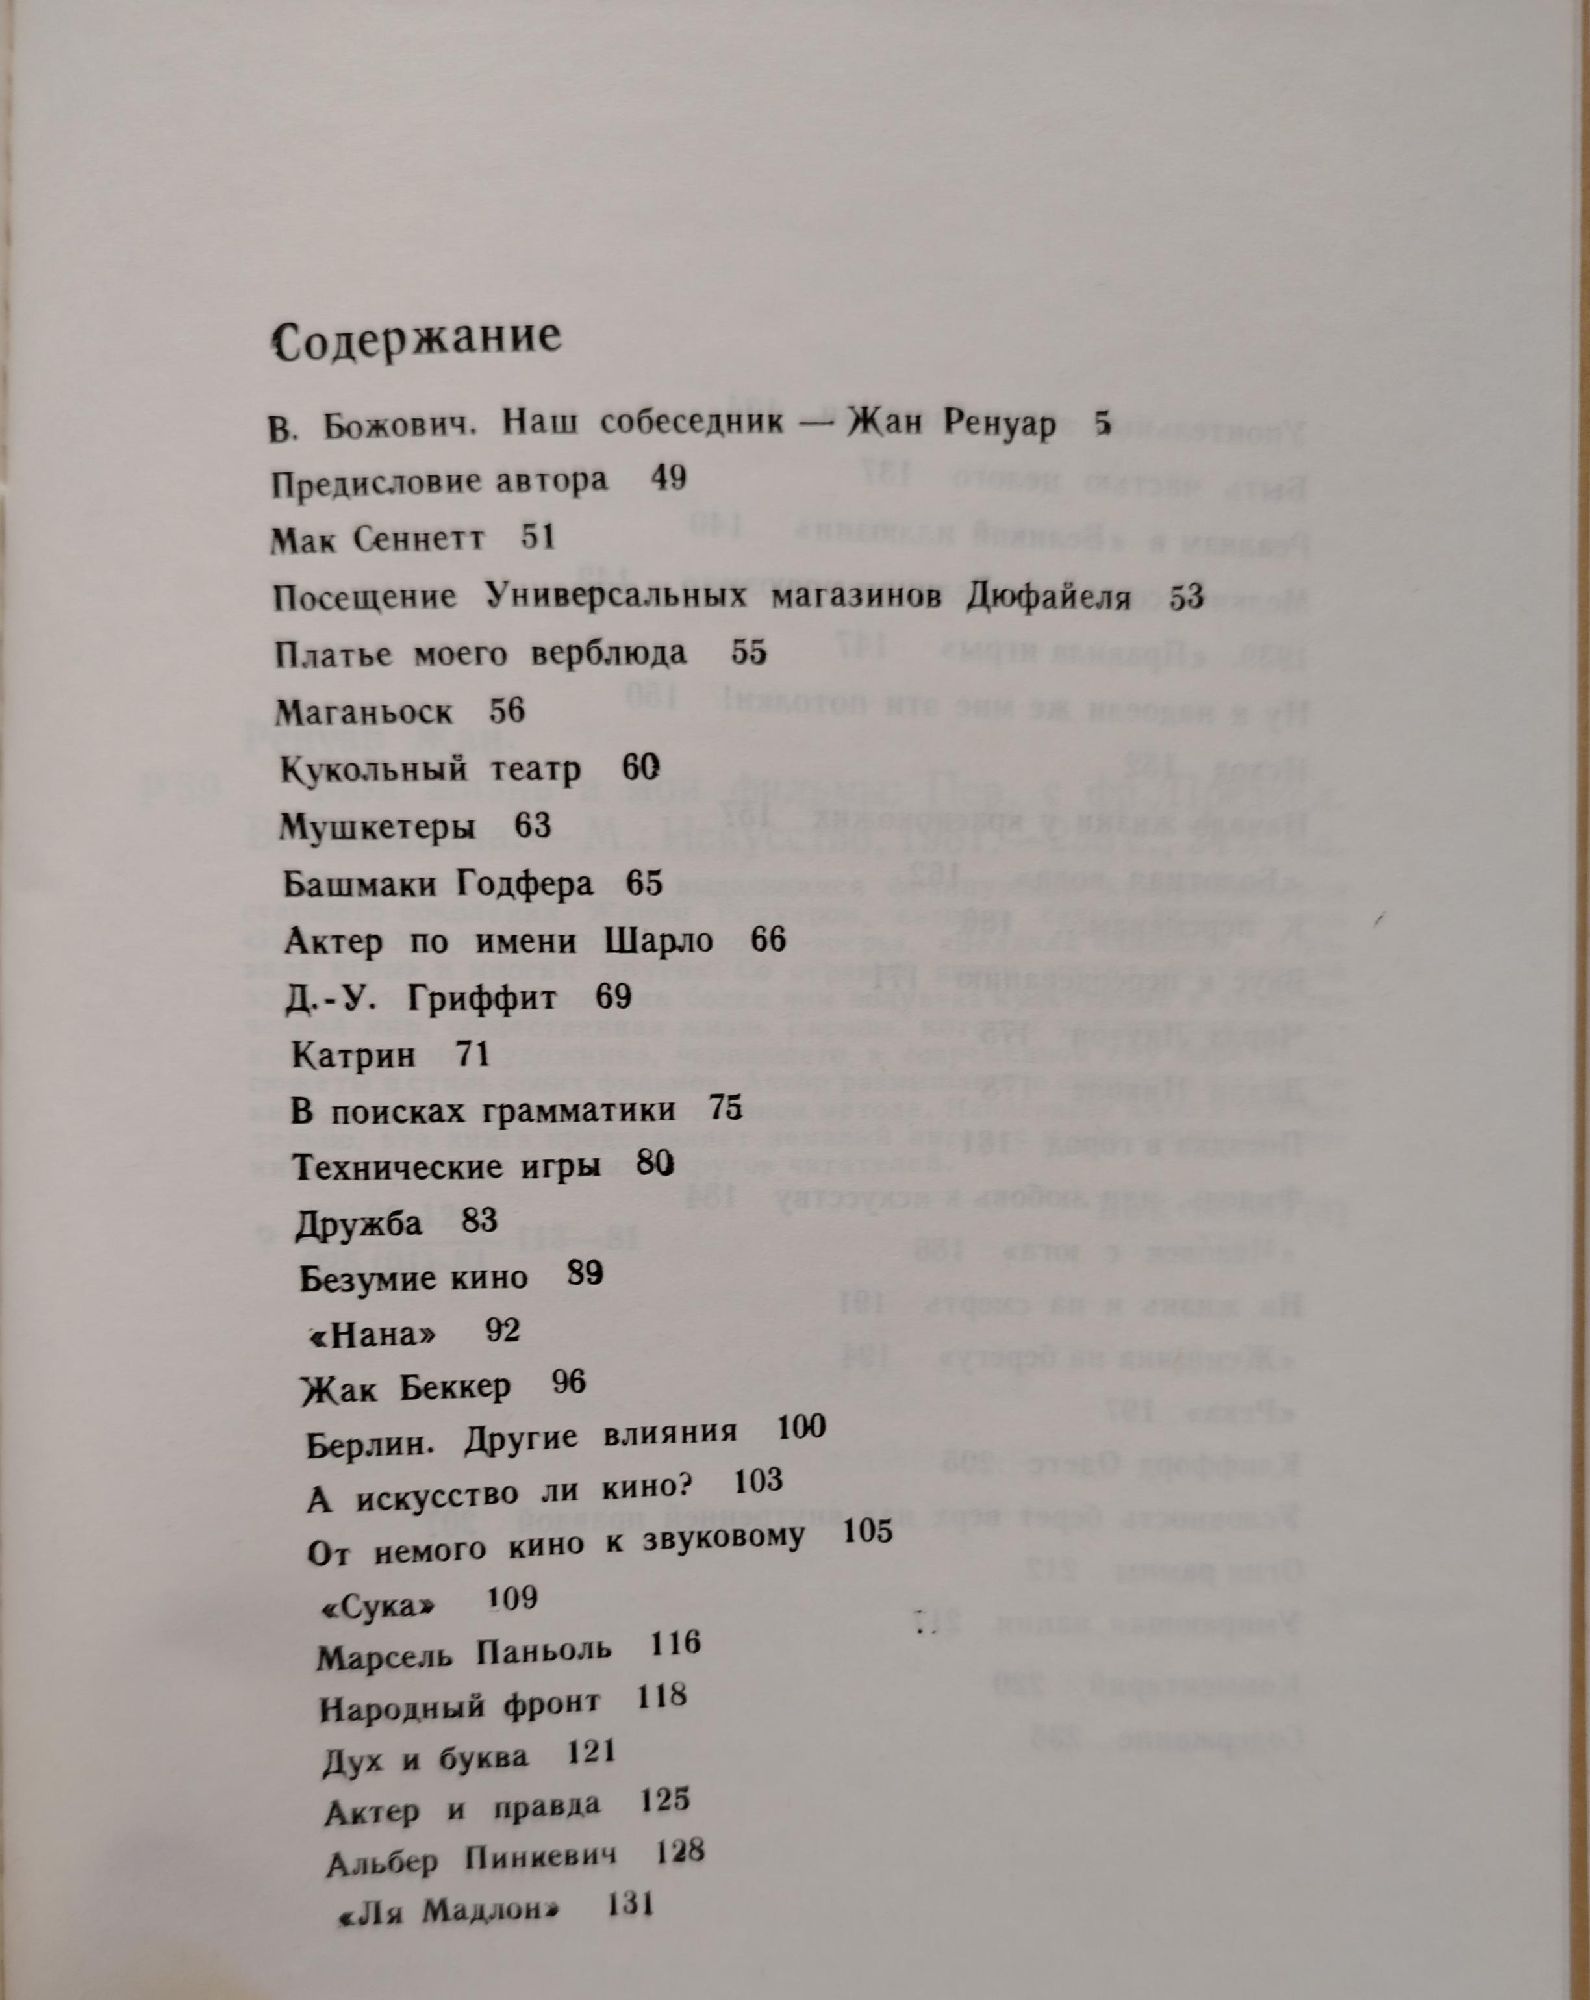 Содержание
В. Божович. Наш собеседник — Жан Ренуар 5
Предисловие автора 49
Мак Сеннетт 51
Посещение Универсальных магазинов Дюфайеля 53
Платье моего верблюда 55
Маганьоск 56
Кукольный театр 60
Мушкетеры 63
Башмаки Годфера 65
Актер по имени Шарло 66
Д.-У. Гриффит 69
Катрин 71
В поисках грамматики 75
Технические игры 80
Дружба 83
Безумие кино 89
«Нана» 92
Жак Беккер 96
Берлин. Другие влияния 100
А искусство ли кино? 103
От немого кино к звуковому 105
«Сука» 109
Марсель Паньоль 116
Народный фронт 118
Дух и буква 121
Актер и правда 125
Альбер Пинкевич 128
«Ля Мадлон» 131